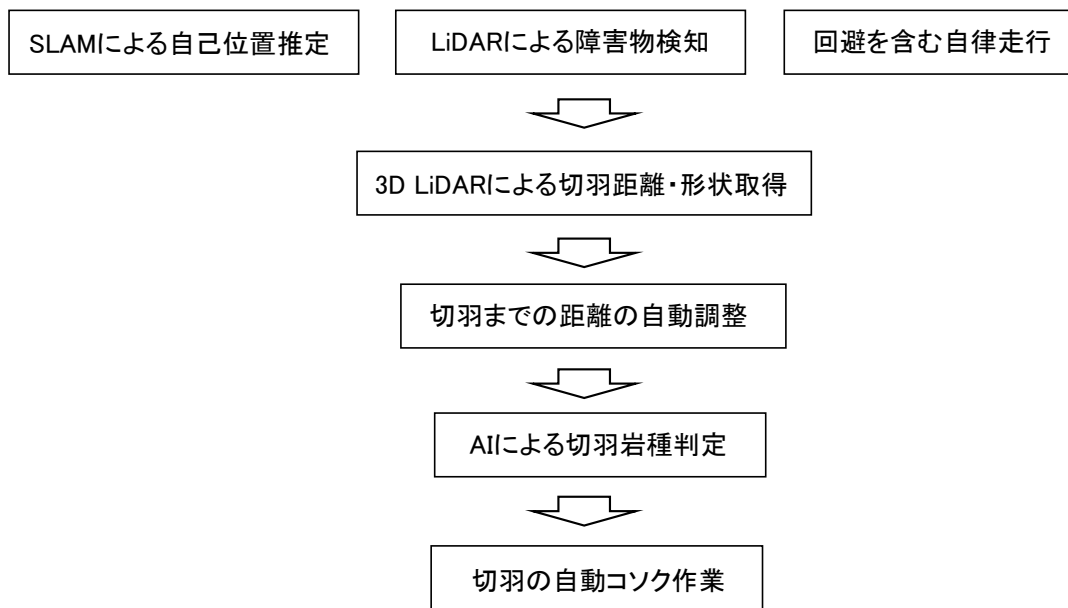 SLAMによる自己位置推定
LiDARによる障害物検知
回避を含む自律走行
3D LiDARによる切羽距離・形状取得
切羽までの距離の自動調整
AIによる切羽岩種判定
切羽の自動コソク作業